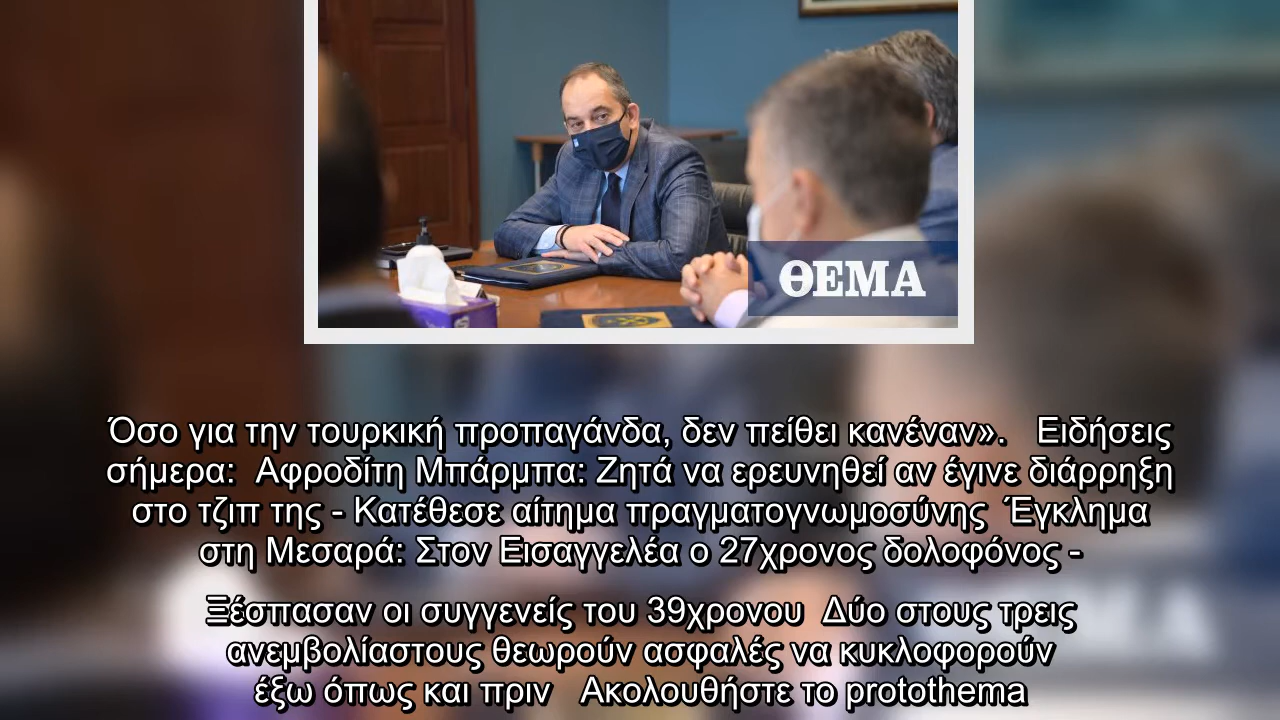 ΘΕΜΑ
Όσο για την τουρκική προπαγάνδα, δεν πείθει κανέναν». Ειδήσεις
σήμερα: Αφροδίτη Μπάρμπα: Ζητά να ερευνηθεί αν έγινε διάρρηξη
στο τζιπ της - Κατέθεσε αίτημα πραγματογνωμοσύνης Έγκλημα
στη Μεσαρά: Στον Εισαγγελέα ο 27χρονος δολοφόνος -
Ξέσπασαν οι συγγενείς του 39χρονου Δύο στους τρεις
ανεμβολίαστους θεωρούν ασφαλές να κυκλοφορούν
έξω όπως και πριν Ακολουθήστε το protothema